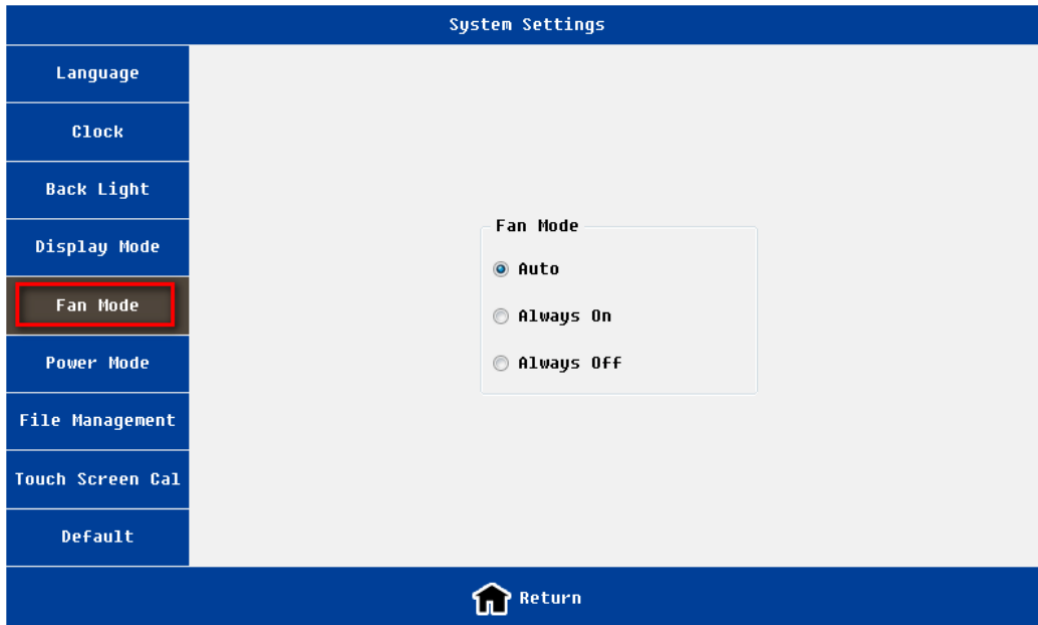 System Settings
Language
Clock
Back Light
Display Mode
Fan Mode
Power Mode
File Management
Touch Screen Cal
Default
Fan Mode
Auto
Always On
Always Off
Return